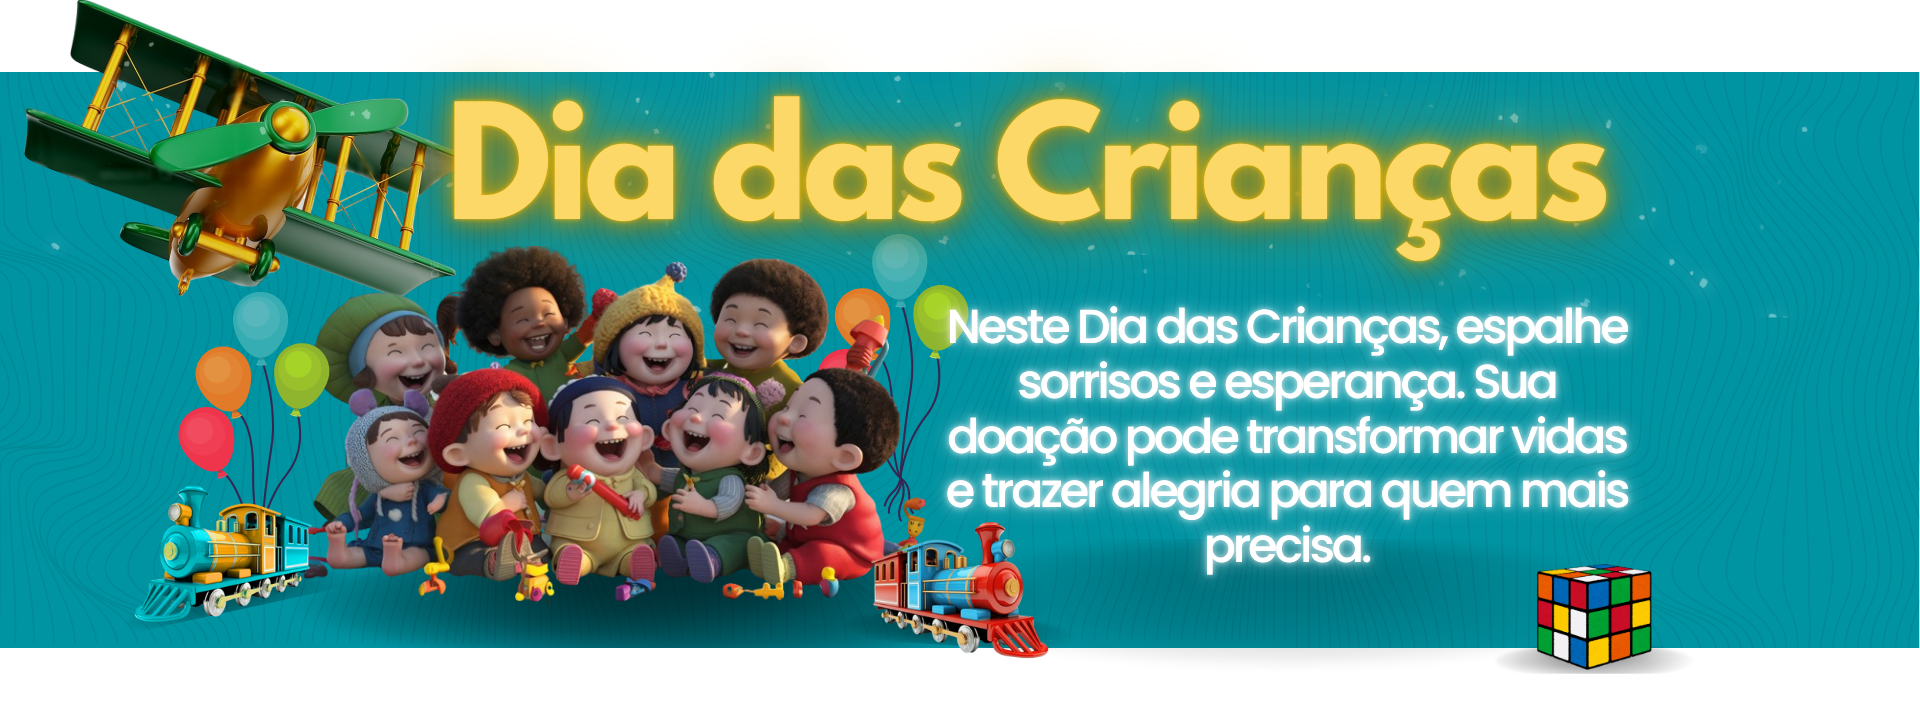 Dia das Crianças
Neste Dia das Crianças, espalhe
sorrisos e esperança. Sua
doação pode transformar vidas
e trazer alegria para quem mais
precisa.